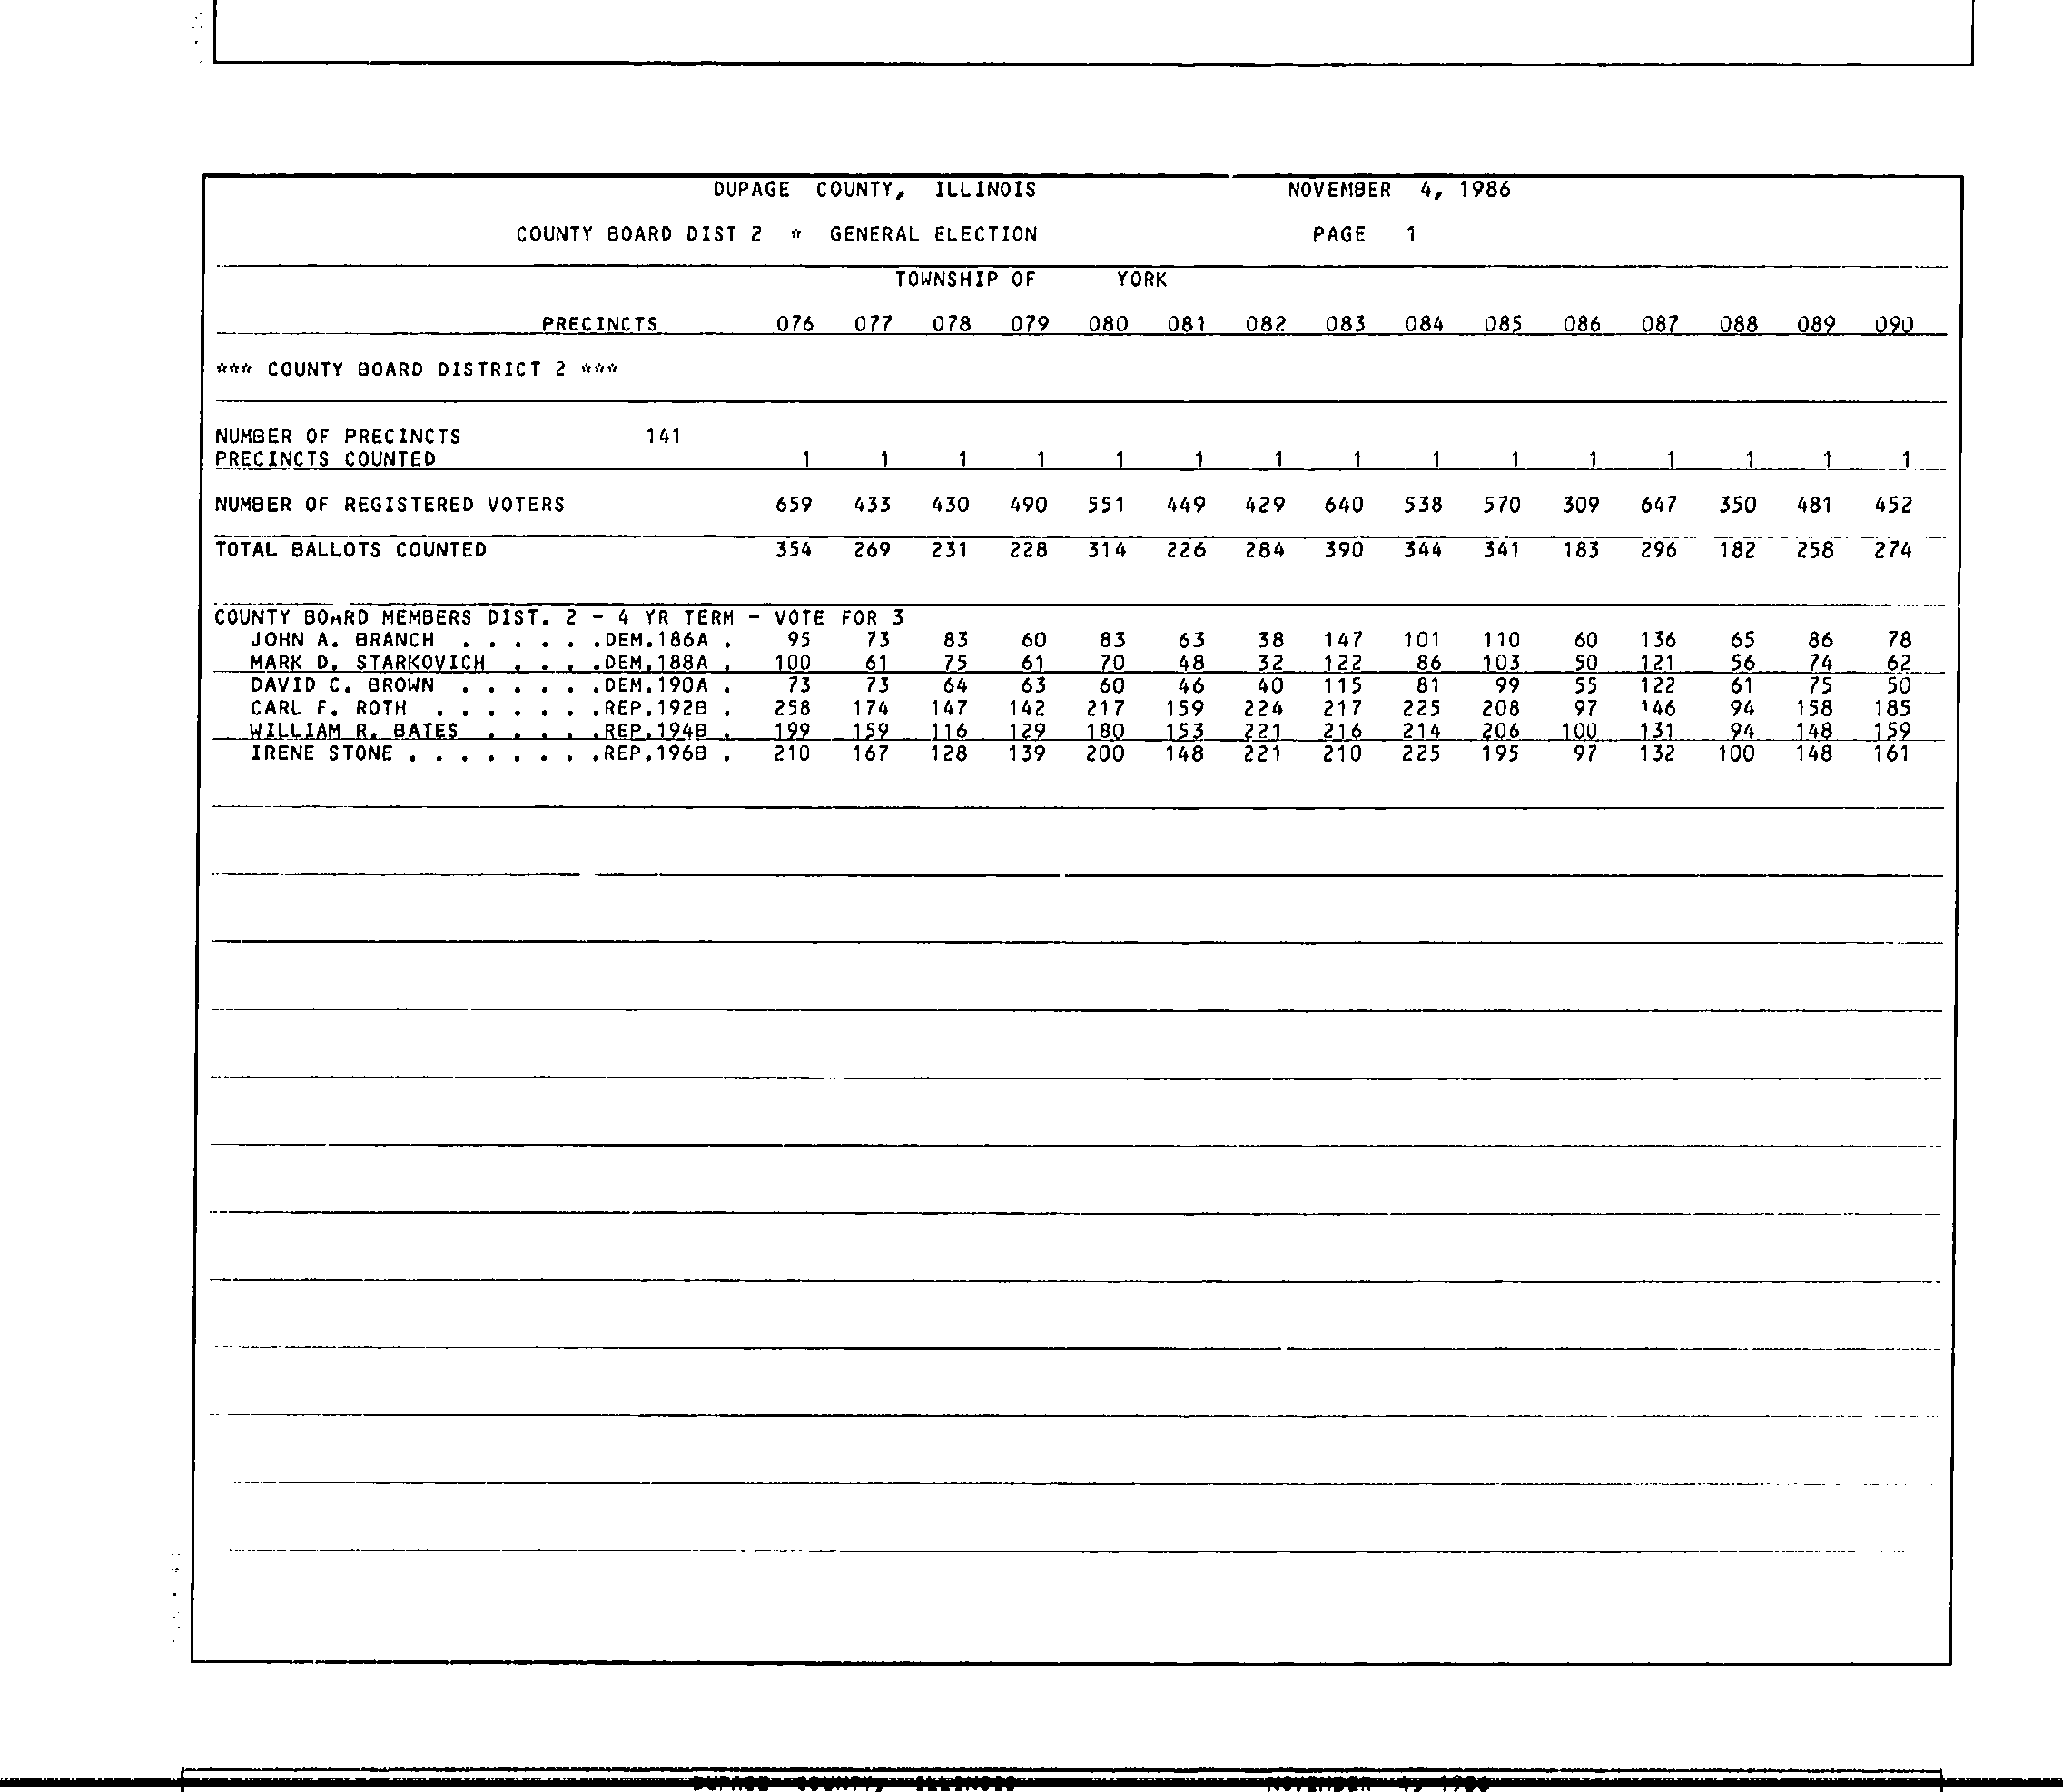 DUPAGE COUNTY, ILLINOIS NOVEMBER 4, 1986
COUNTY BOARD DIST 2 * GENERAL ELECTION PAGE 1
TOWNSHIP OF YORK
PRECINCTS 076 077 078 079 080 081 082 083 084 085 086 087 088 089 090
*** COUNTY BOARD DISTRICT 2 ***
NUMBER OF PRECINCTS 141
PRECINCTS COUNTED 1 1 1 1 1 1 1 1 1 1 1 1 1 1 1
NUMBER OF REGISTERED VOTERS 659 433 430 490 551 449 429 640 538 570 309 647 350 481 452
TOTAL BALLOTS COUNTED 354 269 231 228 314 226 284 390 344 341 183 296 182 258 274
COUNTY BOARD MEMBERS DIST. 2 - 4 YR TERM - VOTE FOR 3
JOHN A. BRANCH . . . . . .DEM.186A . 95 73 83 60 83 63 38 147 101 110 60 136 65 86 78
MARK D. STARKOVICH . . . .DEM.188A . 100 61 75 61 70 48 32 122 86 103 50 121 56 74 62
DAVID C. BROWN . . . . . .DEM.190A . 73 73 64 63 60 46 40 115 81 99 55 122 61 75 50
CARL F. ROTH . . . . . . .REP.192B . 258 174 147 142 217 159 224 217 225 208 97 146 94 158 185
WILLIAM R. BATES . . . . .REP.194B . 199 159 116 129 180 153 221 216 214 206 100 131 94 148 159
IRENE STONE . . . . . . . .REP.196B . 210 167 128 139 200 148 221 210 225 195 97 132 100 148 161
DUPAGE COUNTY, ILLINOIS NOVEMBER 4, 1986